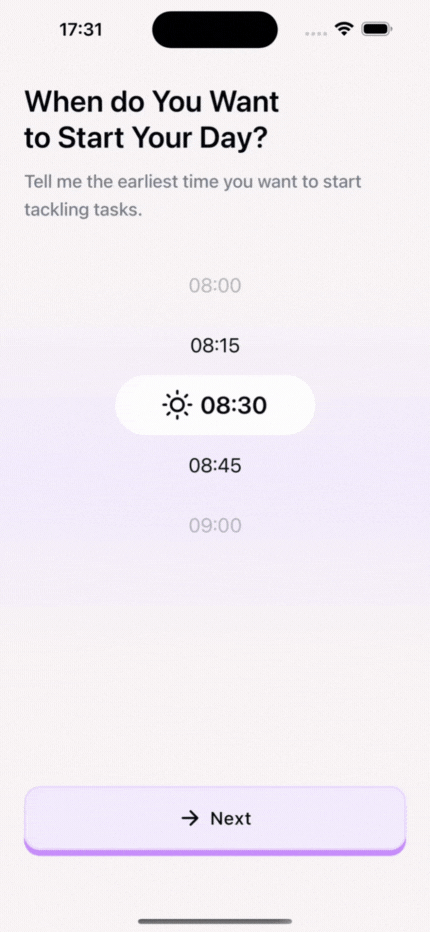 17:31
When do You Want
to Start Your Day?
Tell me the earliest time you want to start
tackling tasks.
08:00
08:15
08:30
08:45
09:00
Next